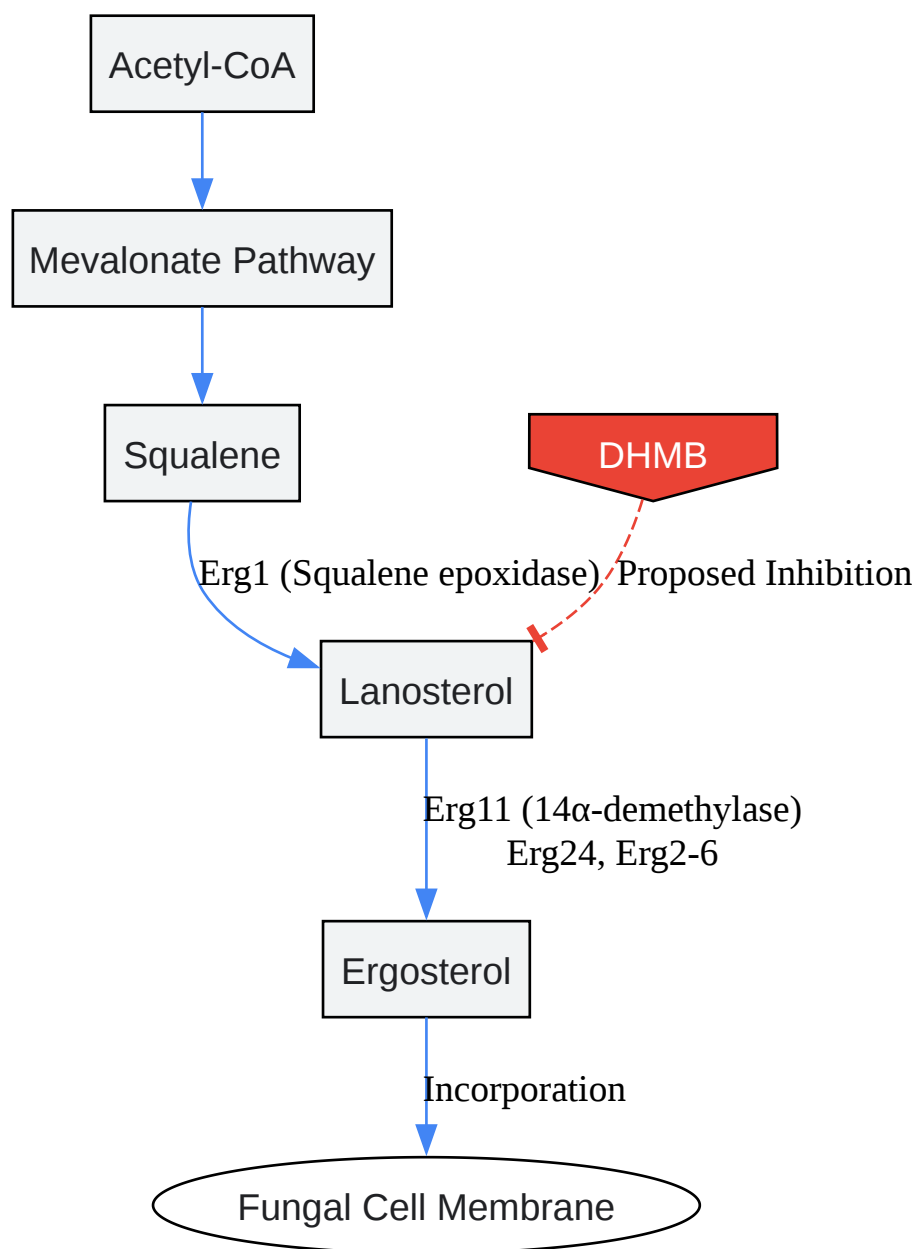 Acetyl-CoA
Mevalonate Pathway
Squalene
DHMB
Erg1 (Squalene epoxidase)
Proposed Inhibition
Lanosterol
Erg11 (14α-demethylase)
Erg24, Erg2-6
Ergosterol
Incorporation
Fungal Cell Membrane